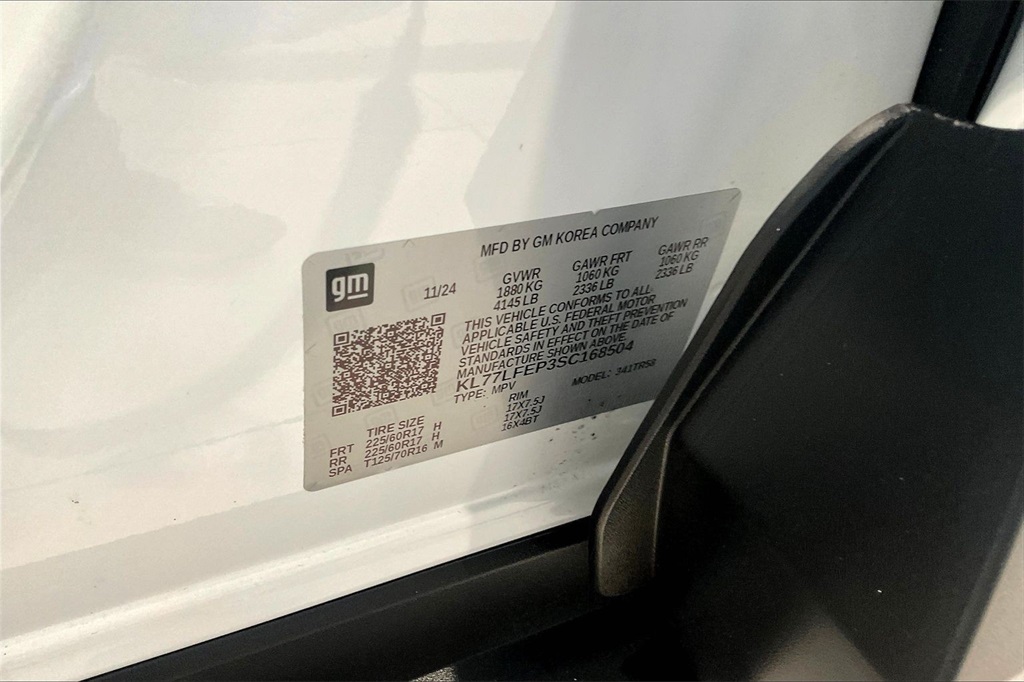 MFD BY GM KOREA COMPANY
gm
11/24
GVWR GAWR FRT GAWR RR
1880 KG 1060 KG 1060 KG
4145 LB 2336 LB 2336 LB
THIS VEHICLE CONFORMS TO ALL
APPLICABLE U.S. FEDERAL MOTOR
VEHICLE SAFETY AND THEFT PREVENTION
STANDARDS IN EFFECT ON THE DATE OF
MANUFACTURE SHOWN ABOVE
KL77LFEP3SC168504
TYPE: MPV MODEL: 341TR58
TIRE SIZE RIM
FRT 225/60R17 H 17X7.5J
RR 225/60R17 H 17X7.5J
SPA T125/70R16 M 16X4BT